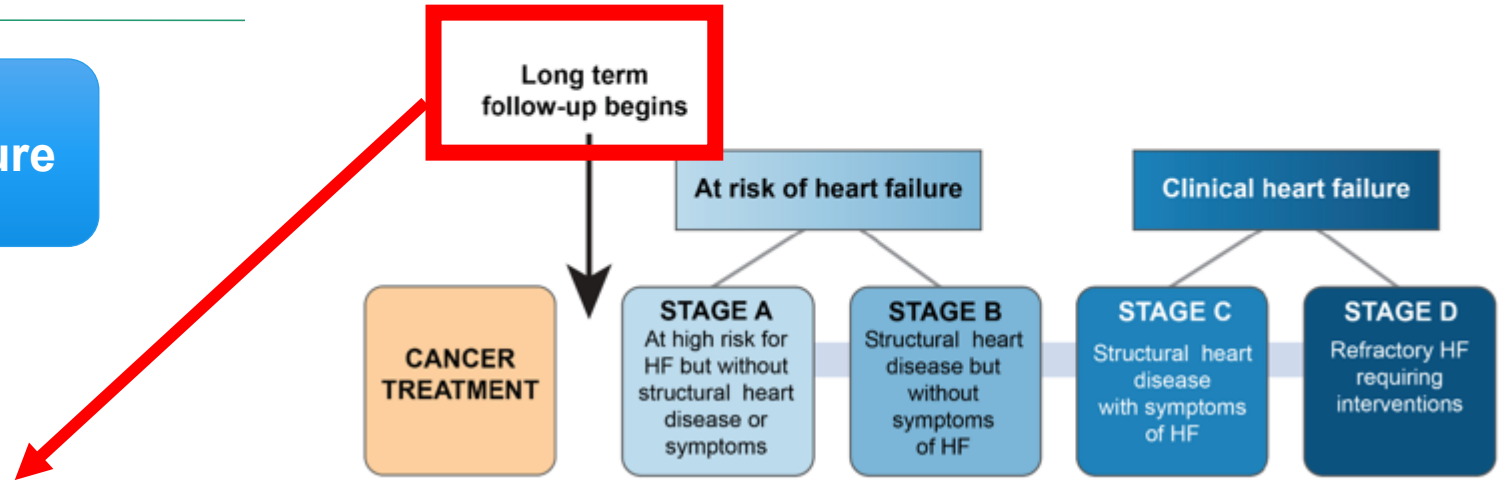 ure
Long term
follow-up begins
At risk of heart failure
Clinical heart failure
CANCER
TREATMENT
STAGE A
At high risk for
HF but without
structural heart
disease or
symptoms
STAGE B
Structural heart
disease but
without
symptoms
of HF
STAGE C
Structural heart
disease
with symptoms
of HF
STAGE D
Refractory HF
requiring
interventions